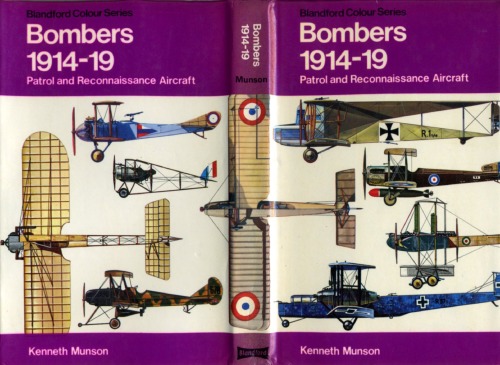 Blandford Colour Series
Bombers
1914-19
Patrol and Reconnaissance Aircraft
Kenneth Munson
Bombers
1914-19
Munson
Blandford
Blandford Colour Series
Bombers
1914-19
Patrol and Reconnaissance Aircraft
Kenneth Munson